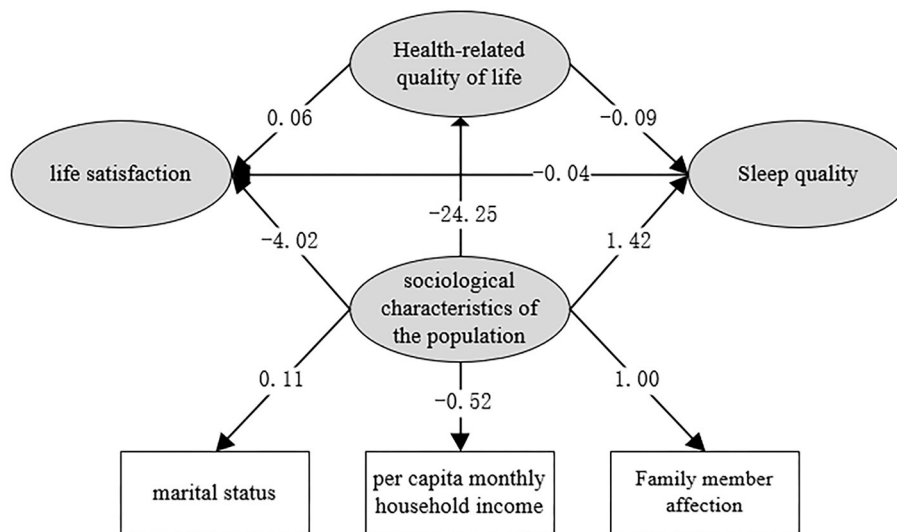 Health-related
quality of life
0.06
-0.09
life satisfaction
-0.04
Sleep quality
-24.25
-4.02
1.42
sociological
characteristics of
the population
0.11
-0.52
1.00
marital status
per capita monthly
household income
Family member
affection